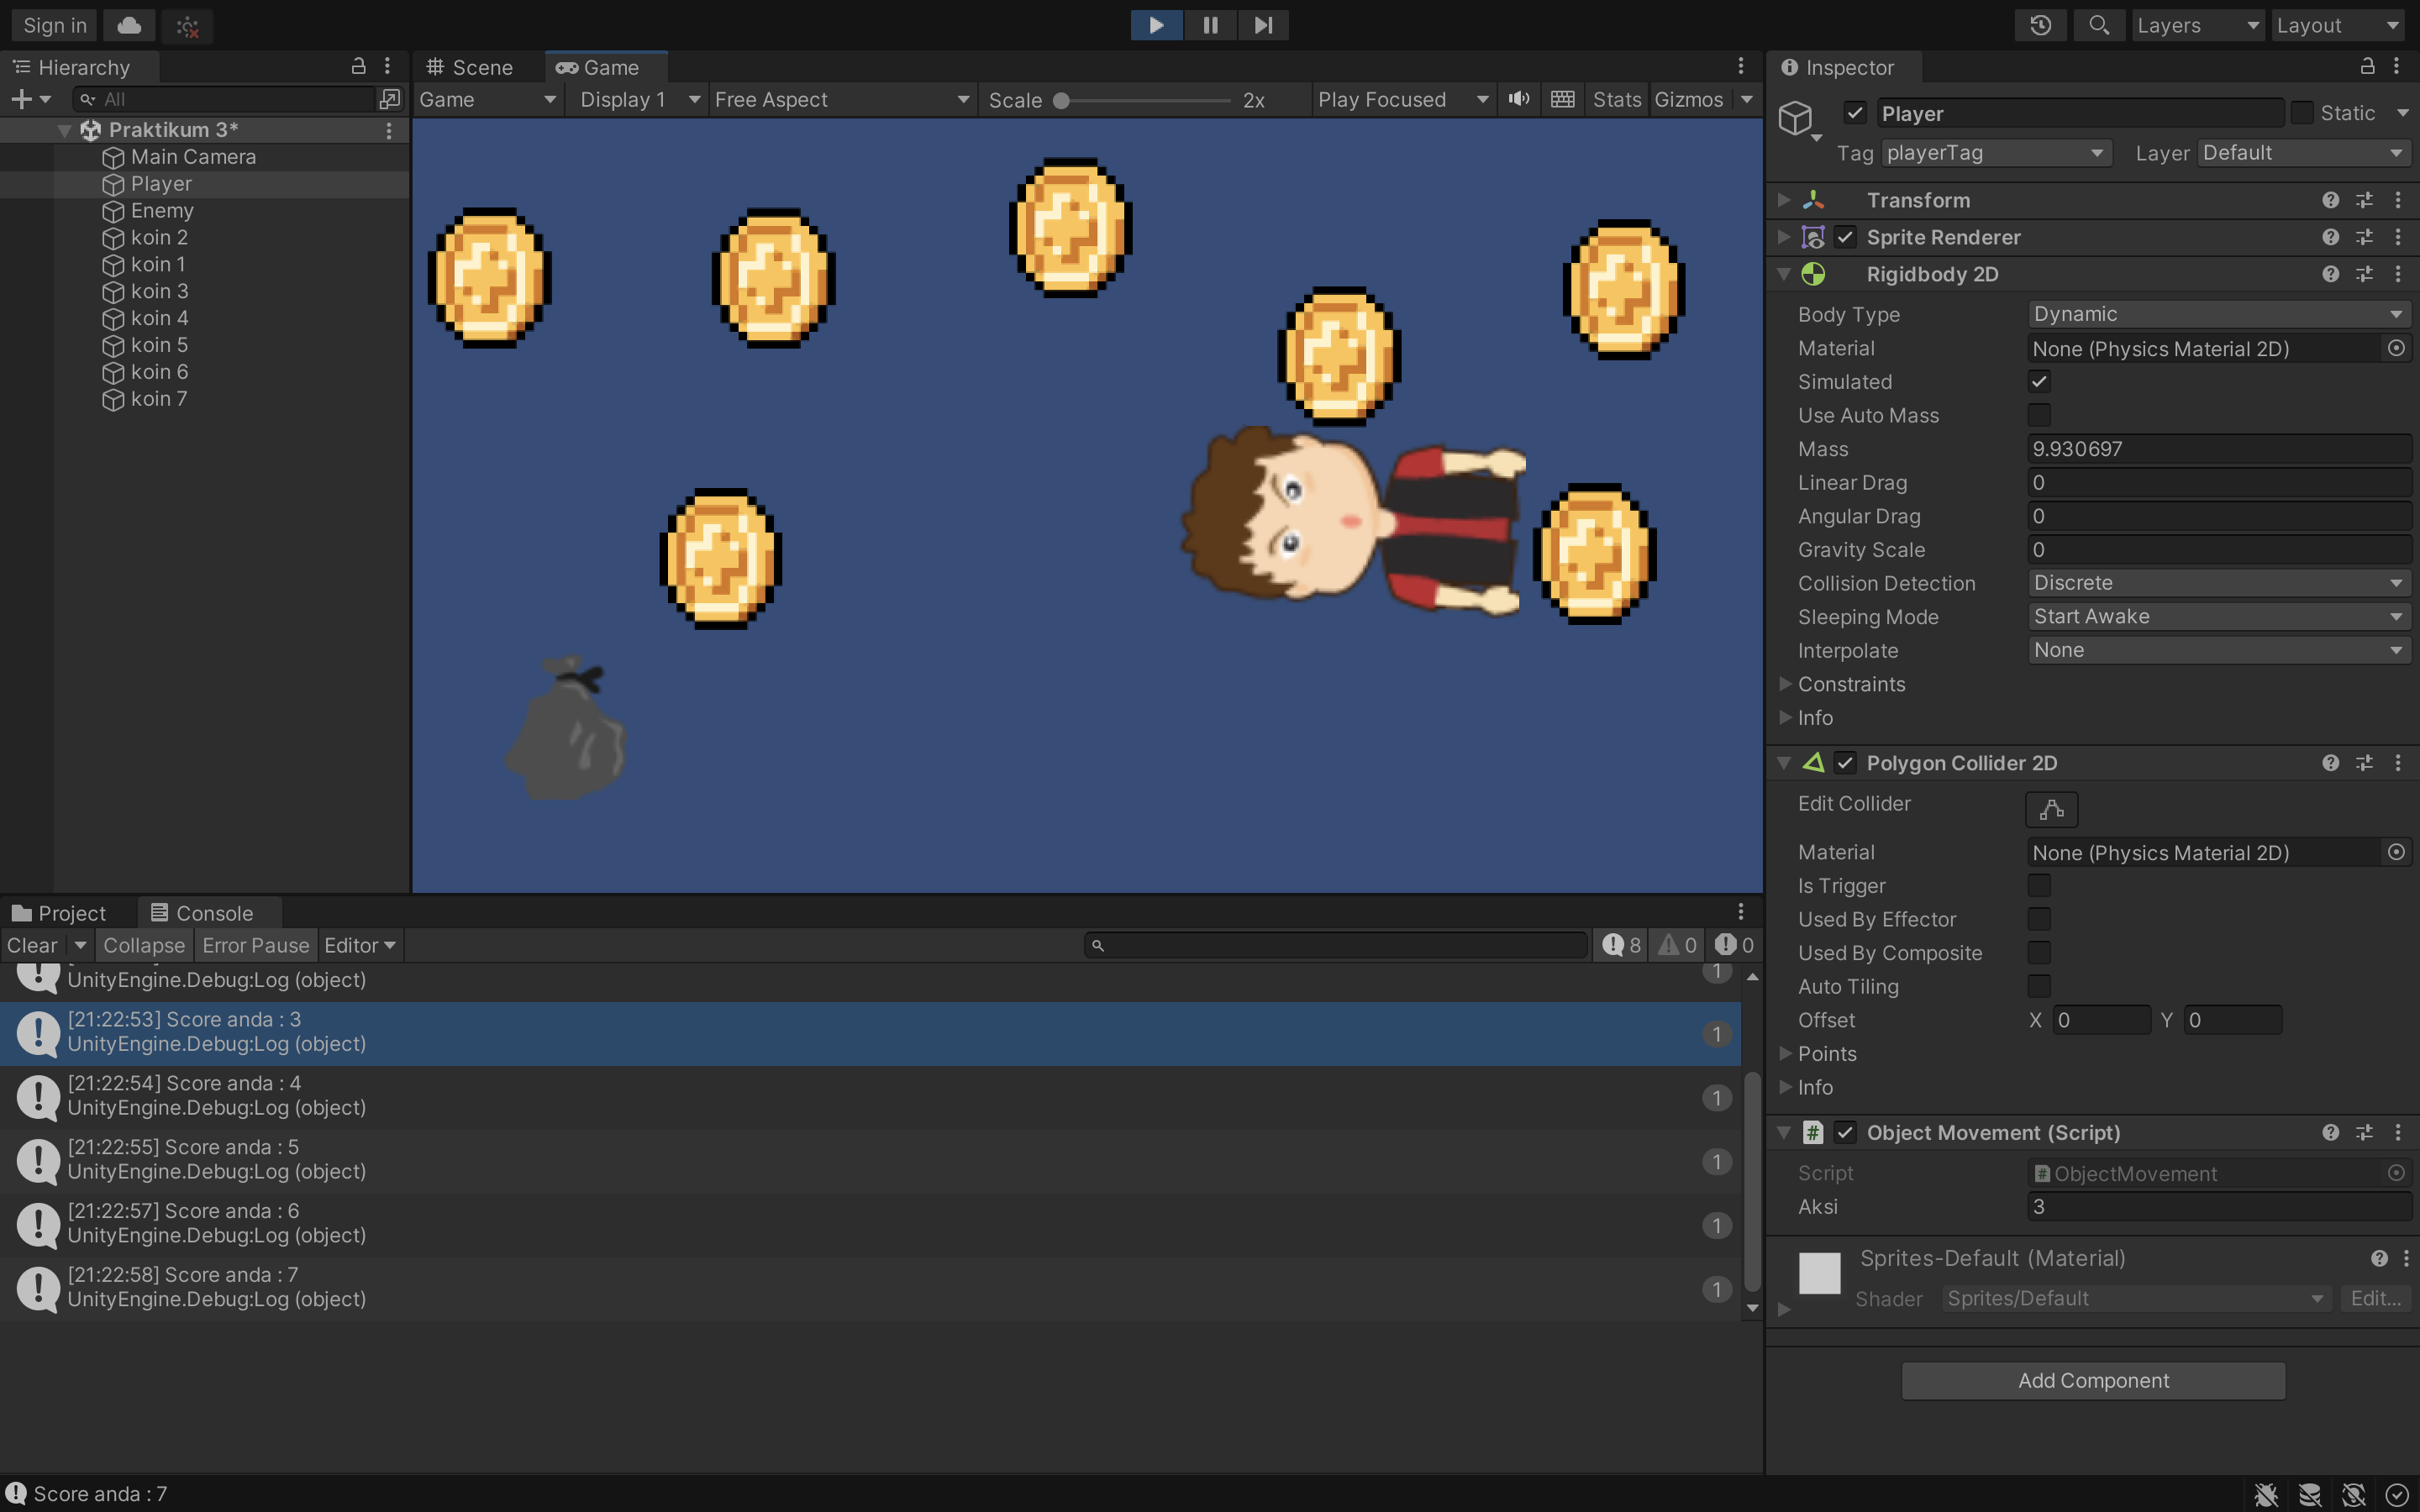 Sign in
Layers
Layout
Hierarchy
All
Praktikum 3*
Main Camera
Player
Enemy
koin 2
koin 1
koin 3
koin 4
koin 5
koin 6
koin 7
Scene
Game
Game
Display 1
Free Aspect
Scale 2x
Play Focused
Stats
Gizmos
Project
Console
Clear
Collapse
Error Pause
Editor
8
0
0
UnityEngine.Debug:Log (object)
1
[21:22:53] Score anda : 3
UnityEngine.Debug:Log (object)
1
[21:22:54] Score anda : 4
UnityEngine.Debug:Log (object)
1
[21:22:55] Score anda : 5
UnityEngine.Debug:Log (object)
1
[21:22:57] Score anda : 6
UnityEngine.Debug:Log (object)
1
[21:22:58] Score anda : 7
UnityEngine.Debug:Log (object)
1
Score anda : 7
Inspector
Player
Static
Tag playerTag
Layer Default
Transform
Sprite Renderer
Rigidbody 2D
Body Type Dynamic
Material None (Physics Material 2D)
Simulated
Use Auto Mass
Mass 9.930697
Linear Drag 0
Angular Drag 0
Gravity Scale 0
Collision Detection Discrete
Sleeping Mode Start Awake
Interpolate None
Constraints
Info
Polygon Collider 2D
Edit Collider
Material None (Physics Material 2D)
Is Trigger
Used By Effector
Used By Composite
Auto Tiling
Offset X 0 Y 0
Points
Info
Object Movement (Script)
Script ObjectMovement
Aksi 3
Sprites-Default (Material)
Shader Sprites/Default Edit...
Add Component